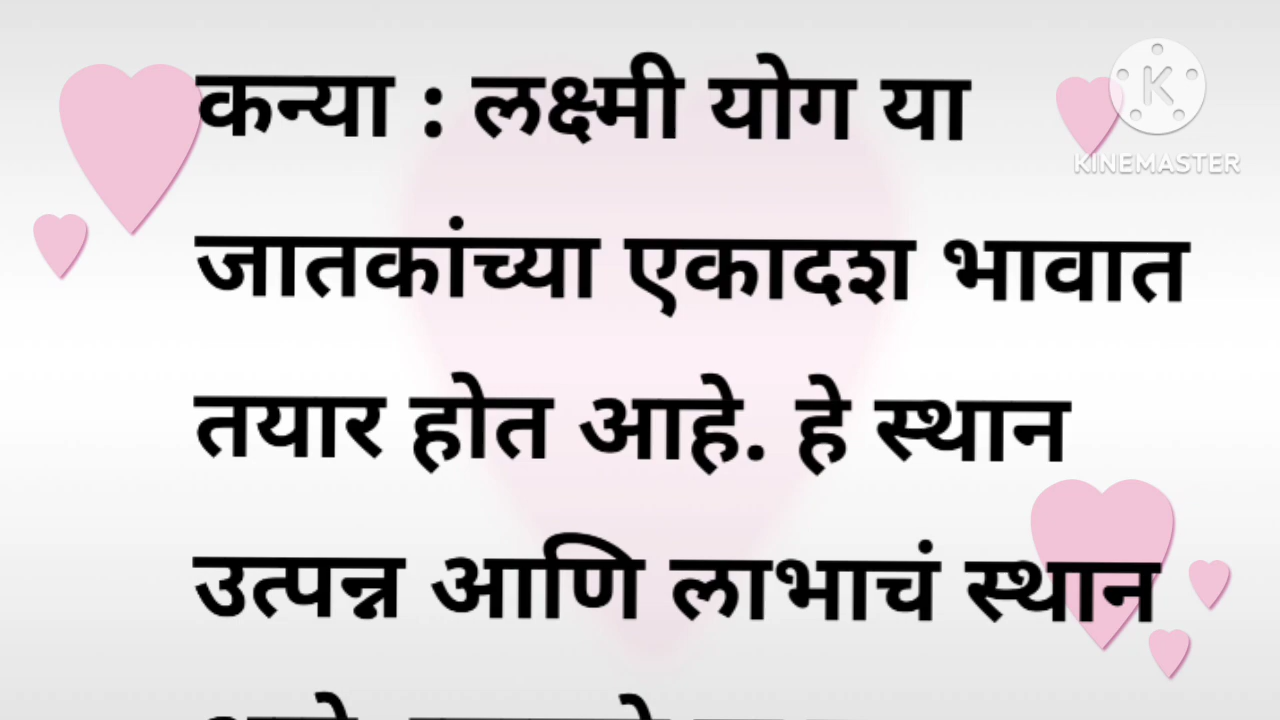 कन्या : लक्ष्मी योग या
जातकांच्या एकादश भावात
तयार होत आहे. हे स्थान
उत्पन्न आणि लाभाचं स्थान
K
KINEMASTER